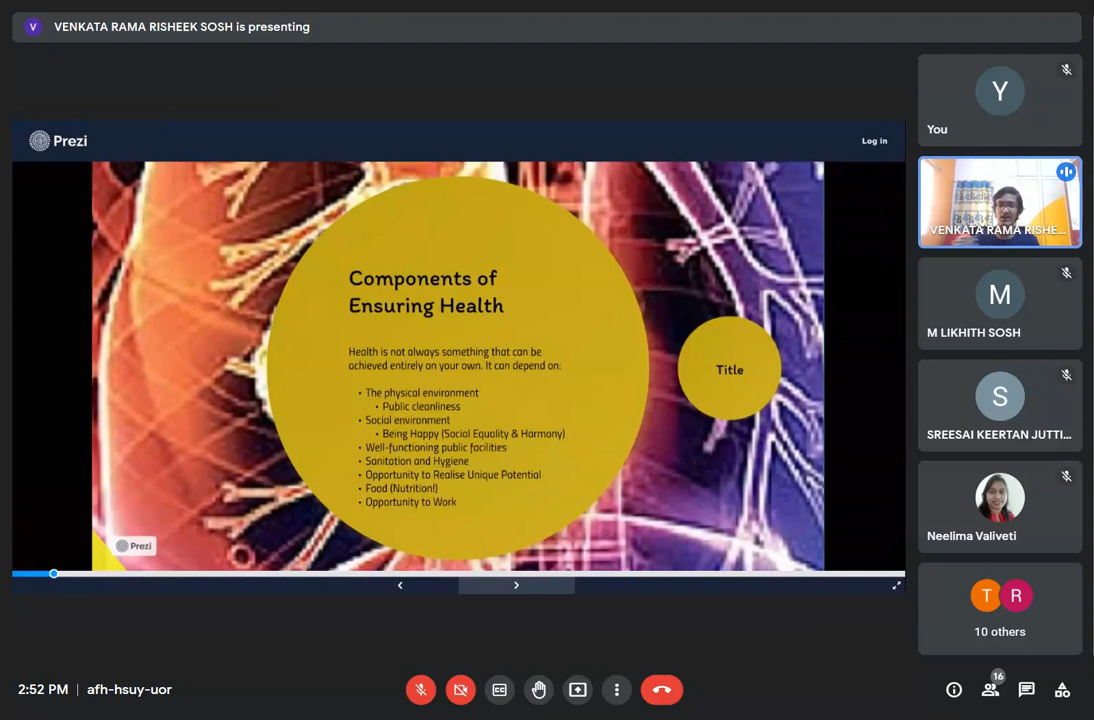 V VENKATA RAMA RISHEEK SOSH is presenting
Prezi
Log in
Components of
Ensuring Health
Health is not always something that can be
achieved entirely on your own. It can depend on:
• The physical environment
• Public cleanliness
• Social environment
• Being Happy (Social Equality & Harmony)
• Well-functioning public facilities
• Sanitation and Hygiene
• Opportunity to Realise Unique Potential
• Food (Nutrition!)
• Opportunity to Work
Title
Prezi
Y
You
VENKATA RAMA RISHE...
M
M LIKHITH SOSH
S
SREESAI KEERTAN JUTTI...
Neelima Valiveti
T R
10 others
2:52 PM | afh-hsuy-uor
CC
16